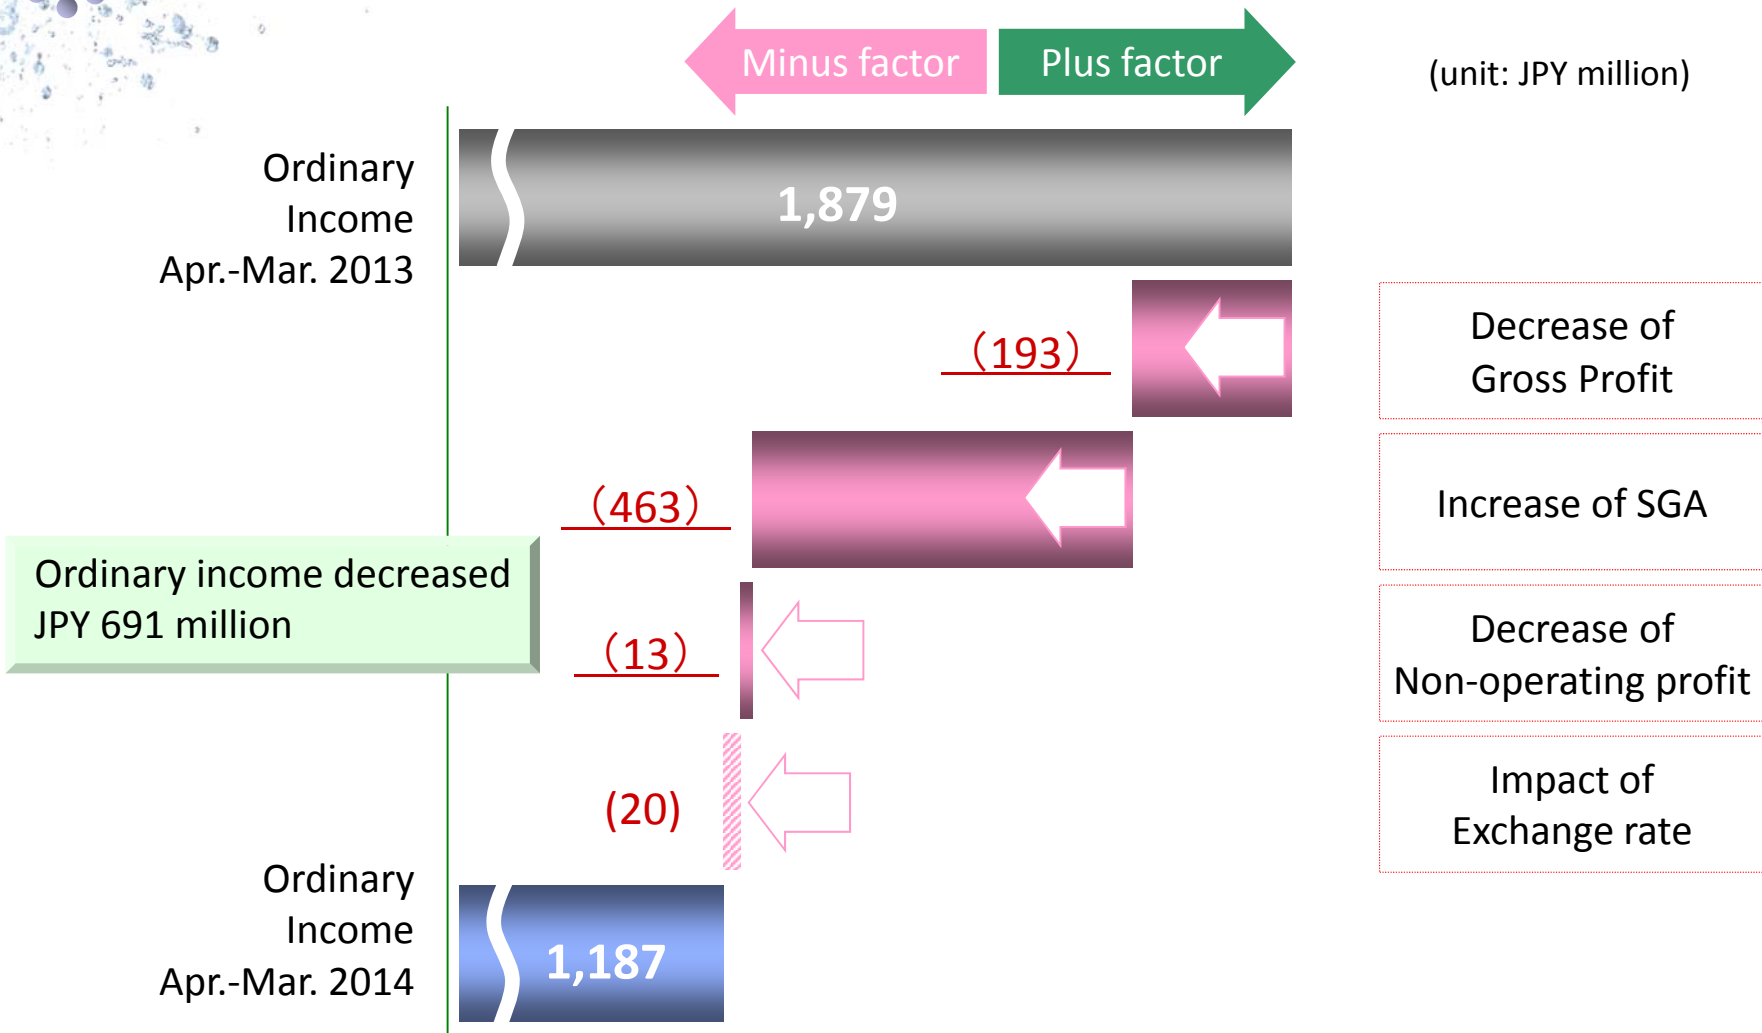 Minus factor
Plus factor
(unit: JPY million)
Ordinary
Income
Apr.-Mar. 2013
1,879
（193）
Decrease of
Gross Profit
（463）
Increase of SGA
Ordinary income decreased
JPY 691 million
（13）
Decrease of
Non-operating profit
(20)
Impact of
Exchange rate
Ordinary
Income
Apr.-Mar. 2014
1,187